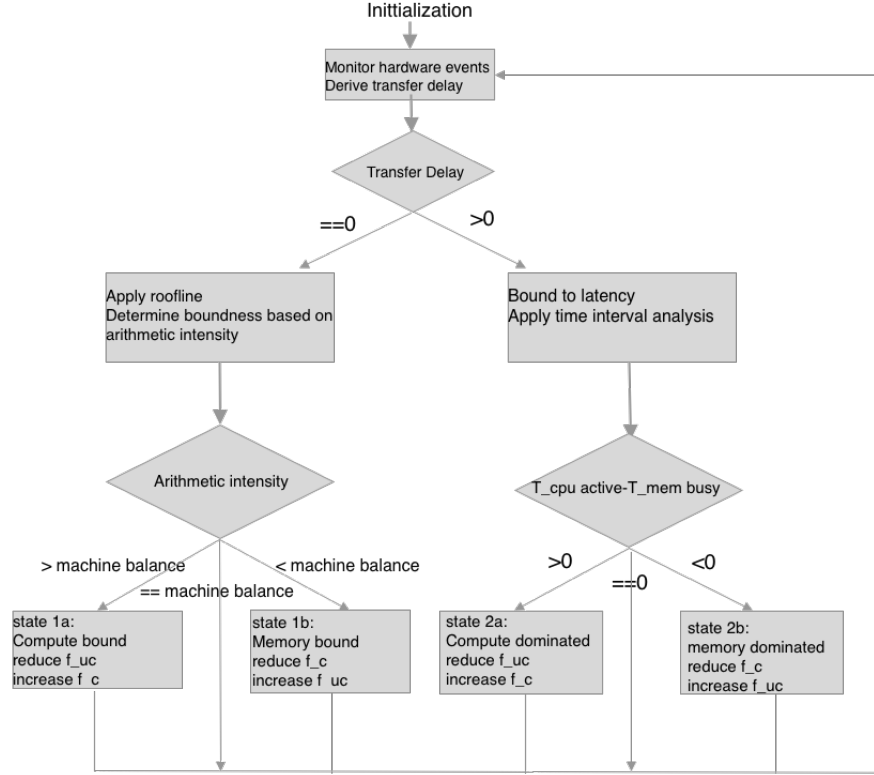 Inittialization
Monitor hardware events
Derive transfer delay
Transfer Delay
==0
>0
Apply roofline
Determine boundness based on
arithmetic intensity
Bound to latency
Apply time interval analysis
Arithmetic intensity
T_cpu active-T_mem busy
> machine balance
== machine balance
< machine balance
>0
==0
<0
state 1a:
Compute bound
reduce f_uc
increase f_c
state 1b:
Memory bound
reduce f_c
increase f_uc
state 2a:
Compute dominated
reduce f_uc
increase f_c
state 2b:
memory dominated
reduce f_c
increase f_uc